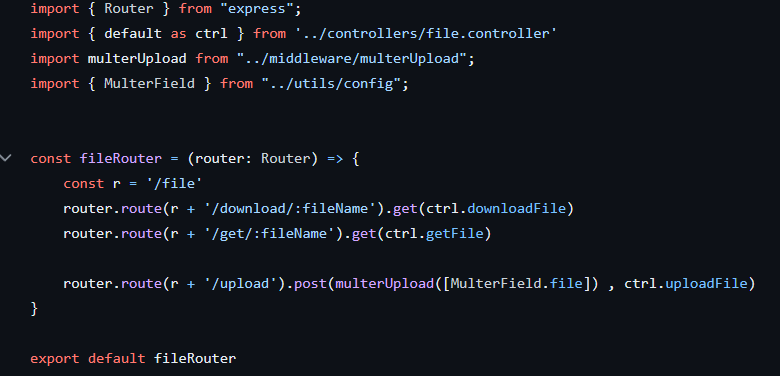 import { Router } from "express";
import { default as ctrl } from '../controllers/file.controller'
import multerUpload from "../middleware/multerUpload";
import { MulterField } from "../utils/config";
const fileRouter = (router: Router) => {
    const r = '/file'
    router.route(r + '/download/:fileName').get(ctrl.downloadFile)
    router.route(r + '/get/:fileName').get(ctrl.getFile)
    router.route(r + '/upload').post(multerUpload([MulterField.file]) , ctrl.uploadFile)
}
export default fileRouter